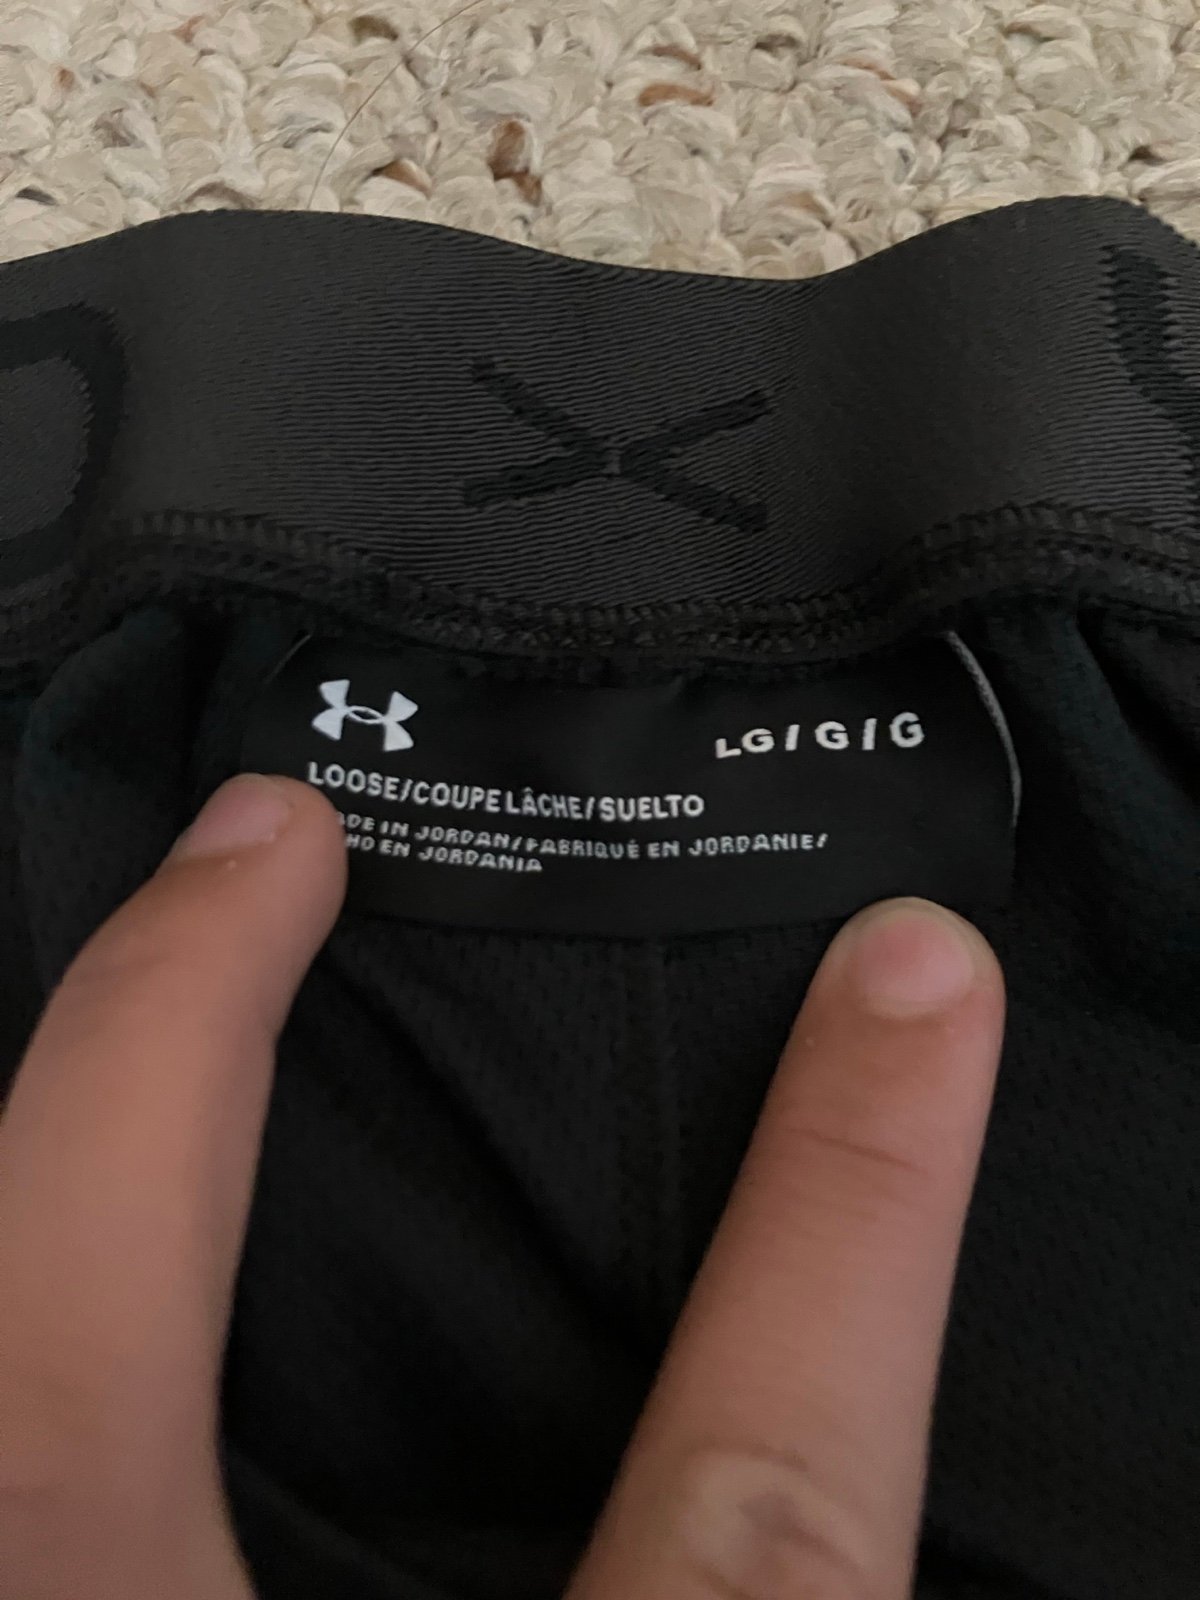 LG / G / G
LOOSE/COUPE LÂCHE/SUELTO
IN JORDAN/FABRIQUÉ EN JORDANIE/
EN JORDANIA